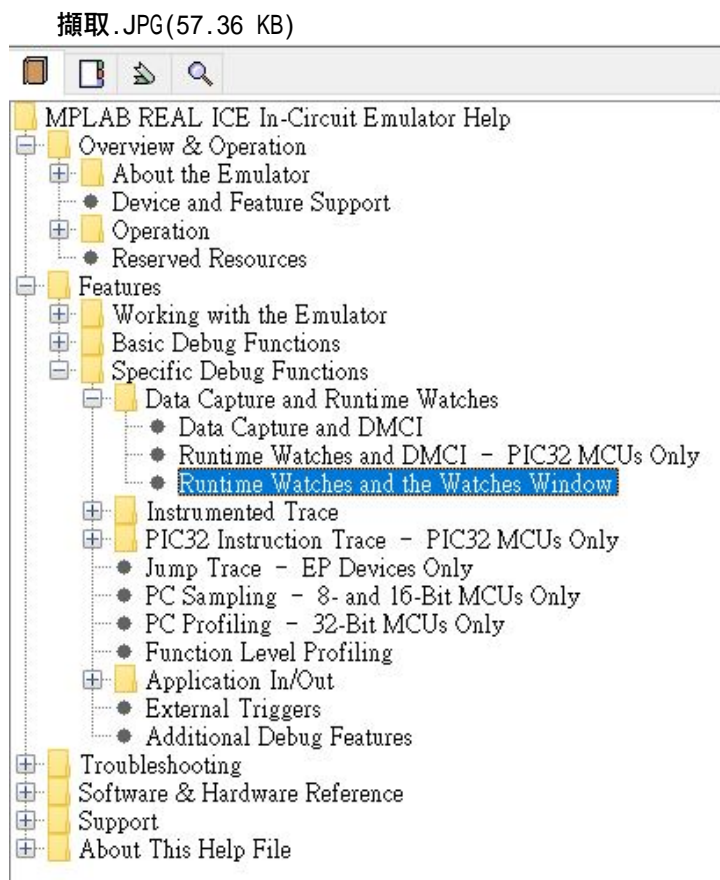 擷取.JPG(57.36 KB)
MPLAB REAL ICE In-Circuit Emulator Help
Overview & Operation
About the Emulator
Device and Feature Support
Operation
Reserved Resources
Features
Working with the Emulator
Basic Debug Functions
Specific Debug Functions
Data Capture and Runtime Watches
Data Capture and DMCI
Runtime Watches and DMCI - PIC32 MCUs Only
Runtime Watches and the Watches Window
Instrumented Trace
PIC32 Instruction Trace - PIC32 MCUs Only
Jump Trace - EP Devices Only
PC Sampling - 8- and 16-Bit MCUs Only
PC Profiling - 32-Bit MCUs Only
Function Level Profiling
Application In/Out
External Triggers
Additional Debug Features
Troubleshooting
Software & Hardware Reference
Support
About This Help File